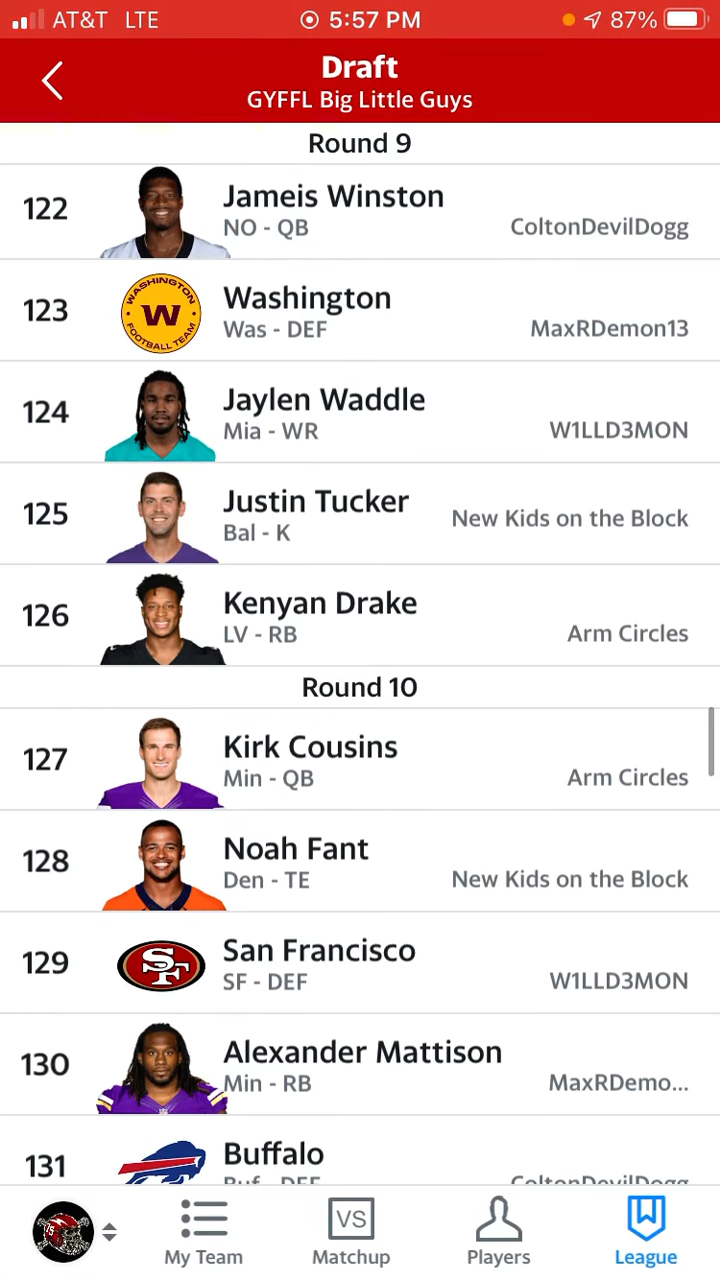 AT&T LTE 5:57 PM 87%
Draft
GYFFL Big Little Guys
Round 9
122 Jameis Winston
NO - QB ColtonDevilDogg
WASHINGTON
W
FOOTBALL TEAM
123 Washington
Was - DEF MaxRDemon13
124 Jaylen Waddle
Mia - WR W1LLD3MON
125 Justin Tucker
Bal - K New Kids on the Block
126 Kenyan Drake
LV - RB Arm Circles
Round 10
127 Kirk Cousins
Min - QB Arm Circles
128 Noah Fant
Den - TE New Kids on the Block
SF
129 San Francisco
SF - DEF W1LLD3MON
130 Alexander Mattison
Min - RB MaxRDemo...
131 Buffalo
Buf - DEF ColtonDevilDogg
VS
My Team Matchup Players League